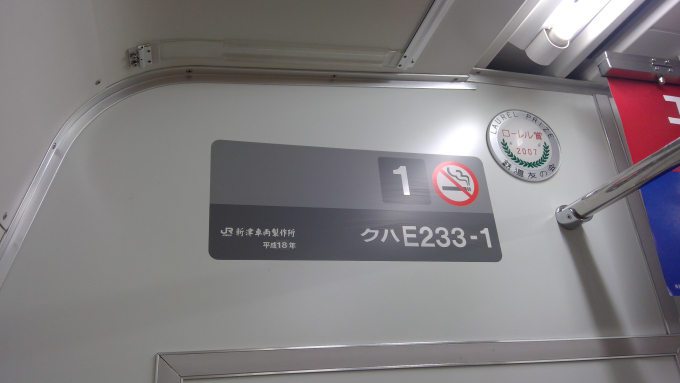 1
JR 新津車両製作所
平成18年
クハE233-1
LAUREL PRIZE
ローレル賞
2007
鉄道友の会